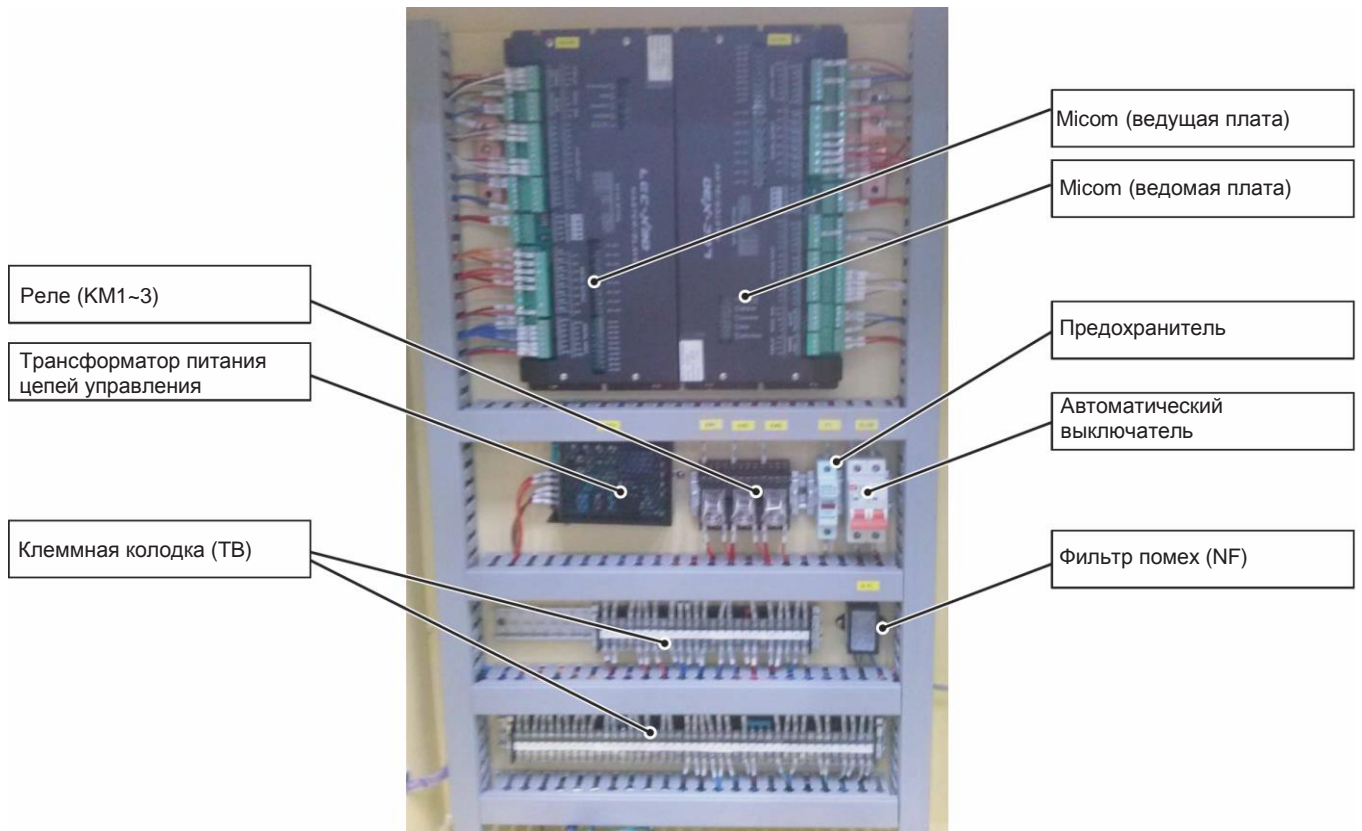 Micom (ведущая плата)
Micom (ведомая плата)
Реле (KM1~3)
Предохранитель
Трансформатор питания
цепей управления
Автоматический
выключатель
Клеммная колодка (TB)
Фильтр помех (NF)